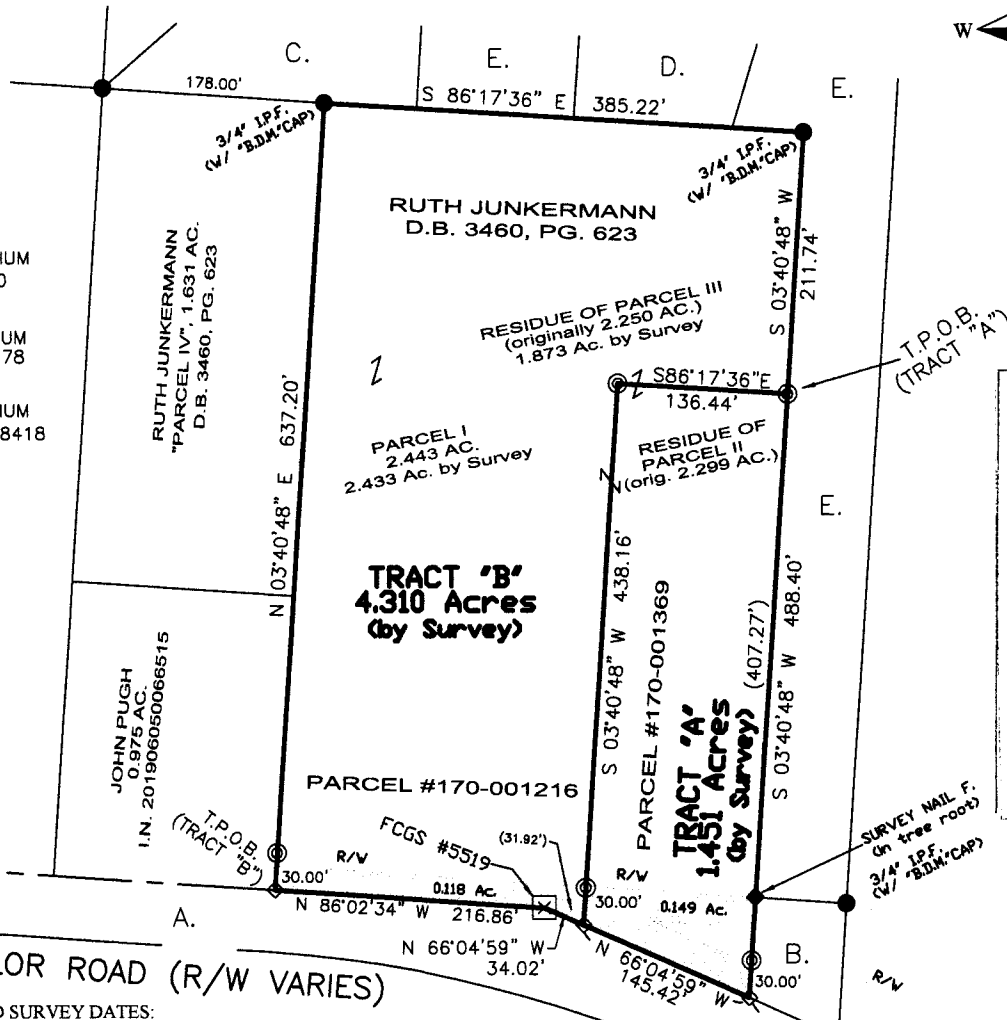 W
C.
E.
D.
E.
178.00'
S 86°17'36" E 385.22'
3/4" I.P.F.
(W/ "B.D.M."CAP)
3/4" I.P.F.
(W/ "B.D.M."CAP)
RUTH JUNKERMANN
D.B. 3460, PG. 623
S 03°40'48" W
211.74'
RUTH JUNKERMANN
"PARCEL IV", 1.631 AC.
D.B. 3460, PG. 623
UM
0
UM
78
UM
8418
RESIDUE OF PARCEL III
(originally 2.250 AC.)
1.873 Ac. by Survey
T.P.O.B.
(TRACT "A")
Z
Z
S86°17'36"E
136.44'
N 03°40'48" E 637.20'
PARCEL I
2.443 AC.
2.433 Ac. by Survey
RESIDUE OF
PARCEL II
(orig. 2.299 AC.)
Z
E.
TRACT "B"
4.310 Acres
(by Survey)
S 03°40'48" W 438.16'
PARCEL #170-001369
TRACT "A"
1.451 Acres
(by Survey)
(407.27')
S 03°40'48" W 488.40'
JOHN PUGH
0.975 AC.
I.N. 201906050066515
PARCEL #170-001216
T.P.O.B.
(TRACT "B")
FCGS #5519
(31.92')
SURVEY NAIL F.
(in tree root)
3/4" I.P.F.
(W/ "B.D.M."CAP)
R/W
R/W
30.00'
0.118 Ac.
30.00'
0.149 Ac.
N 86°02'34" W 216.86'
A.
N 66°04'59" W
34.02'
N 66°04'59" W
145.42'
B.
30.00'
R/W
LOR ROAD (R/W VARIES)
D SURVEY DATES: